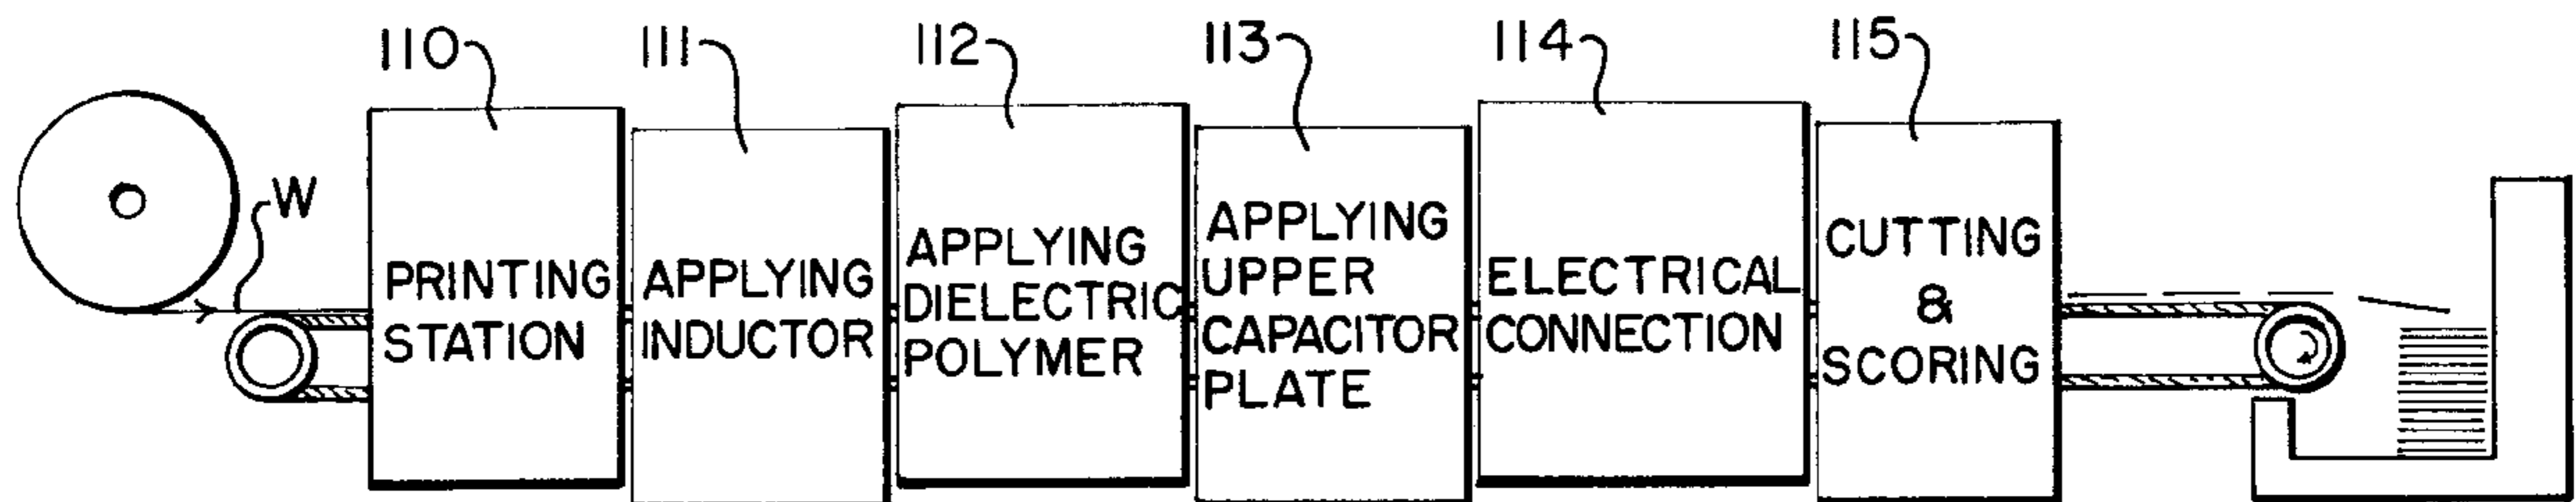 110
111
112
113
114
115
W
PRINTING
STATION
APPLYING
INDUCTOR
APPLYING
DIELECTRIC
POLYMER
APPLYING
UPPER
CAPACITOR
PLATE
ELECTRICAL
CONNECTION
CUTTING
&
SCORING